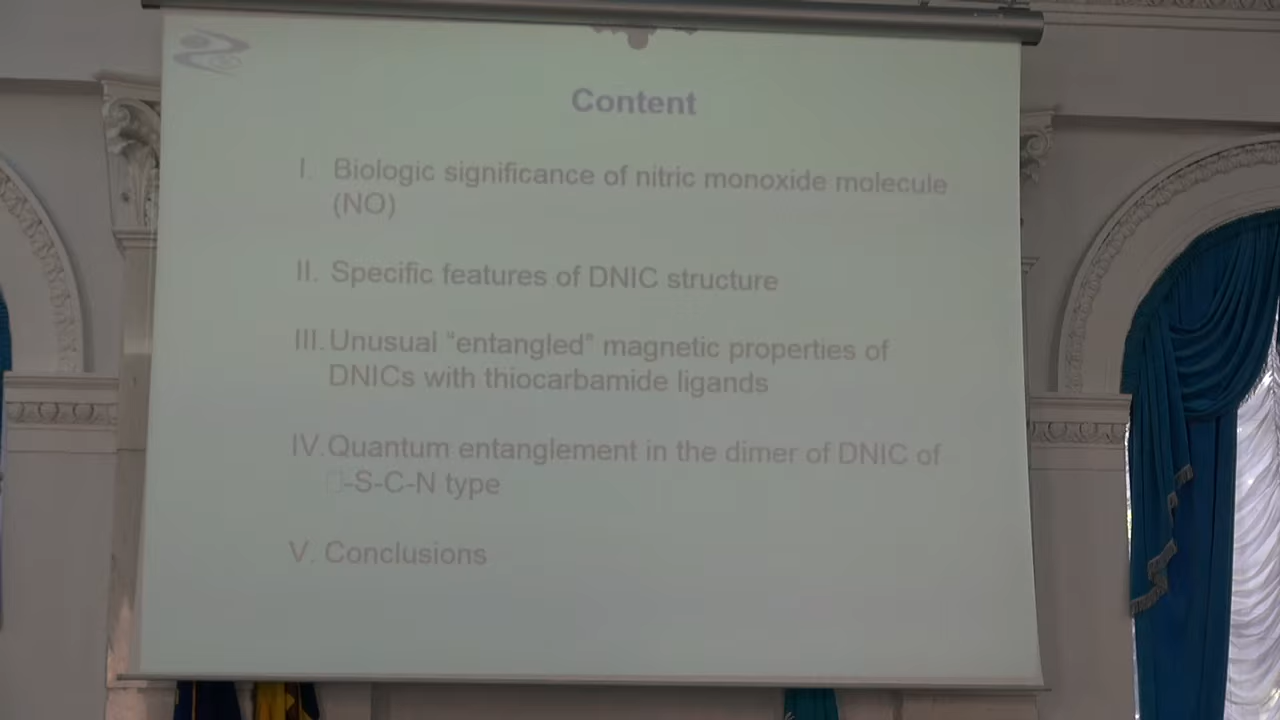 Content
I. Biologic significance of nitric monoxide molecule
(NO)
II. Specific features of DNIC structure
III. Unusual "entangled" magnetic properties of
DNICs with thiocarbamide ligands
IV. Quantum entanglement in the dimer of DNIC of
□-S-C-N type
V. Conclusions